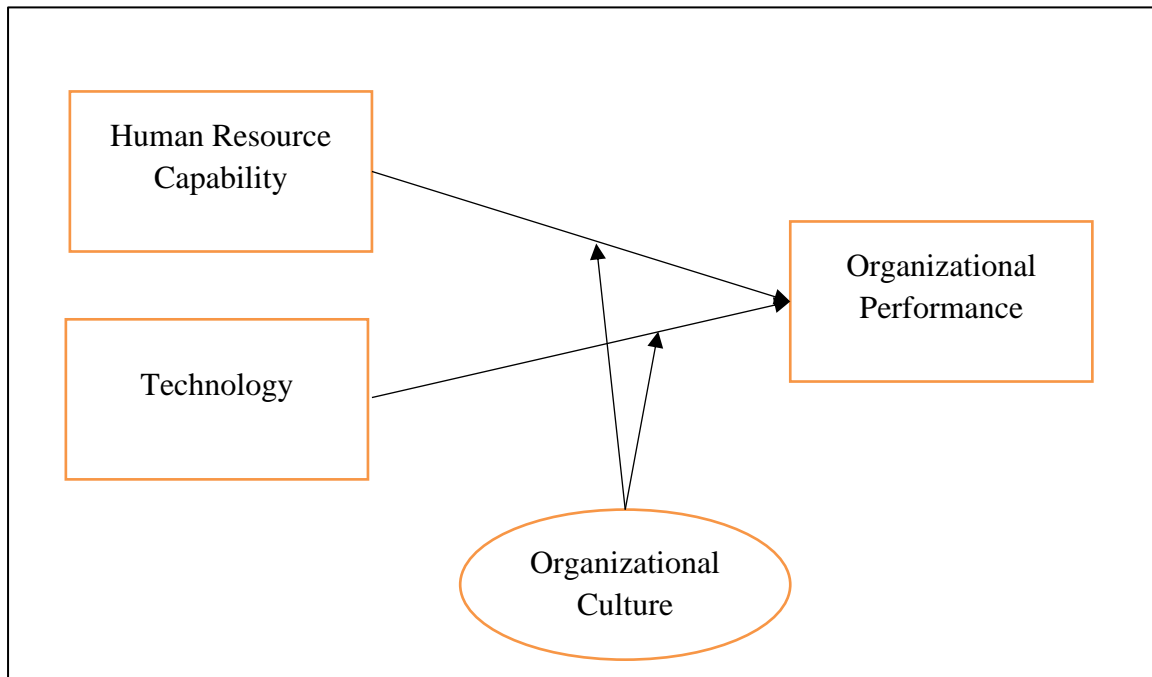 Human Resource
Capability
Organizational
Performance
Technology
Organizational
Culture